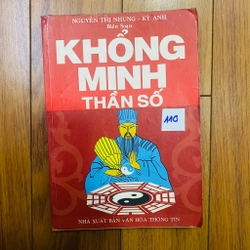 NGUYỄN THỊ NHUNG - KỲ ANH
Biên Soạn
KHỔNG
MINH
THẦN SỐ
110
NHÀ XUẤT BẢN VĂN HÓA THÔNG TIN